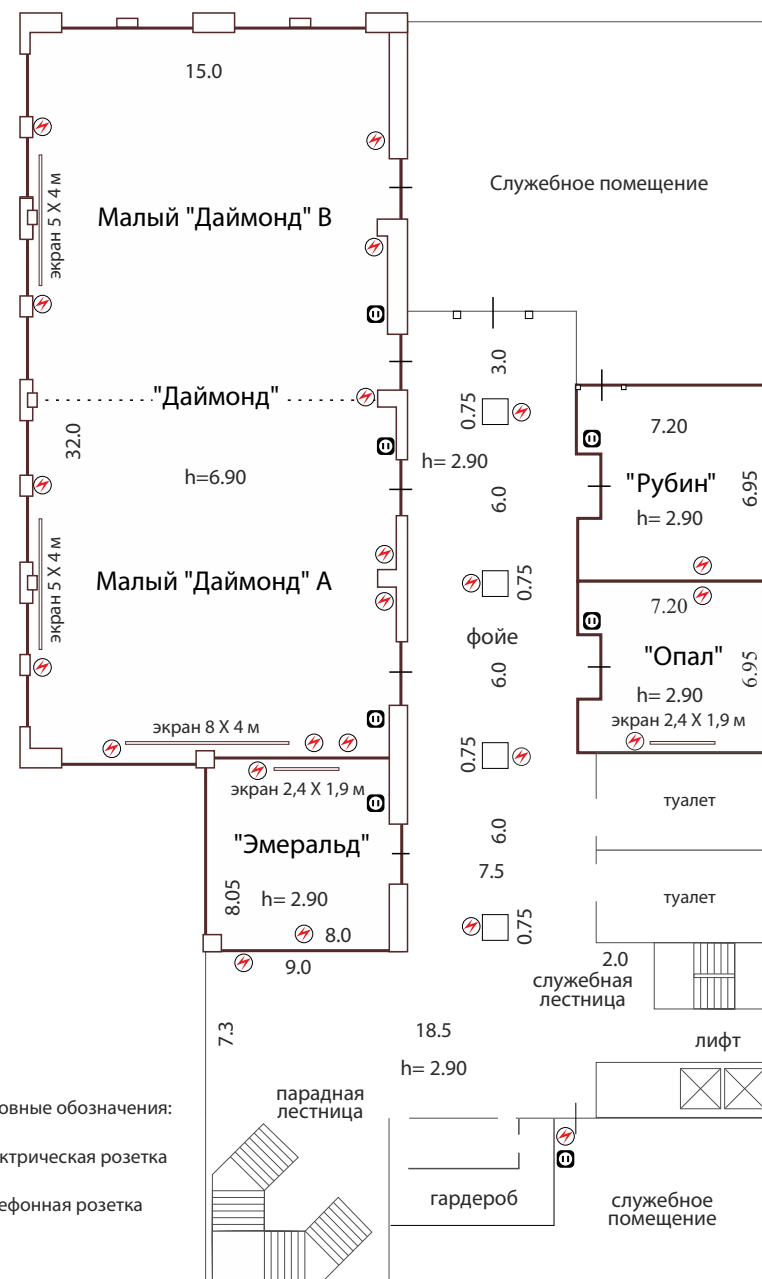 15.0
Служебное помещение
экран 5 X 4 м
Малый "Даймонд" В
3.0
"Даймонд"
0.75
7.20
32.0
h=6.90
h= 2.90
6.0
"Рубин"
6.95
h= 2.90
экран 5 X 4 м
Малый "Даймонд" А
0.75
7.20
фойе
"Опал"
6.95
6.0
h= 2.90
экран 2,4 X 1,9 м
экран 8 X 4 м
0.75
экран 2,4 X 1,9 м
туалет
"Эмеральд"
6.0
7.5
8.05
h= 2.90
туалет
8.0
0.75
9.0
2.0
служебная
лестница
7.3
18.5
лифт
h= 2.90
парадная
лестница
овные обозначения:
ктрическая розетка
ефонная розетка
гардероб
служебное
помещение